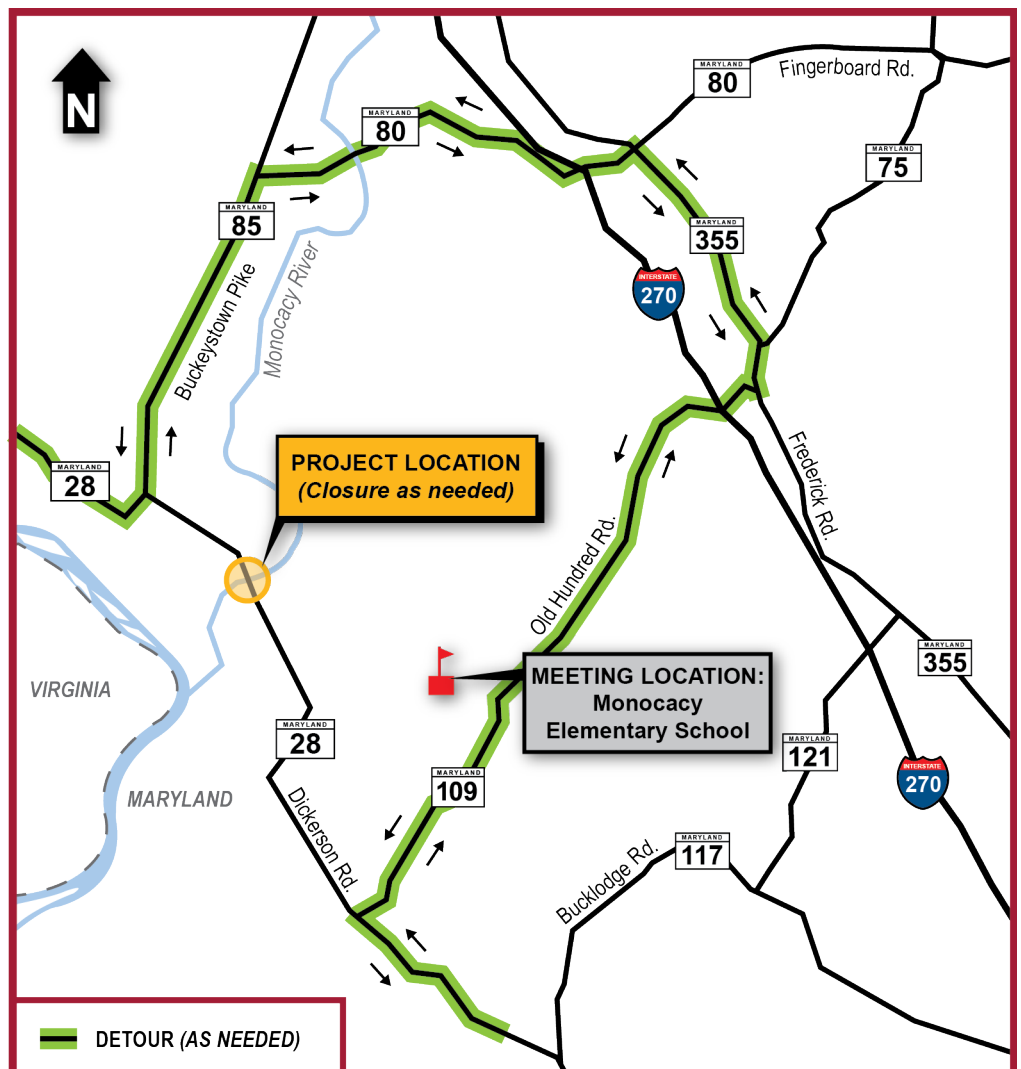 N
MARYLAND
80
Fingerboard Rd.
MARYLAND
80
MARYLAND
75
MARYLAND
85
MARYLAND
355
Monocacy River
INTERSTATE
270
Buckeystown Pike
PROJECT LOCATION
(Closure as needed)
MARYLAND
28
Frederick Rd.
Old Hundred Rd.
MARYLAND
355
VIRGINIA
MEETING LOCATION:
Monocacy
Elementary School
MARYLAND
28
MARYLAND
121
INTERSTATE
270
MARYLAND
109
MARYLAND
Dickerson Rd.
MARYLAND
117
Bucklodge Rd.
DETOUR (AS NEEDED)